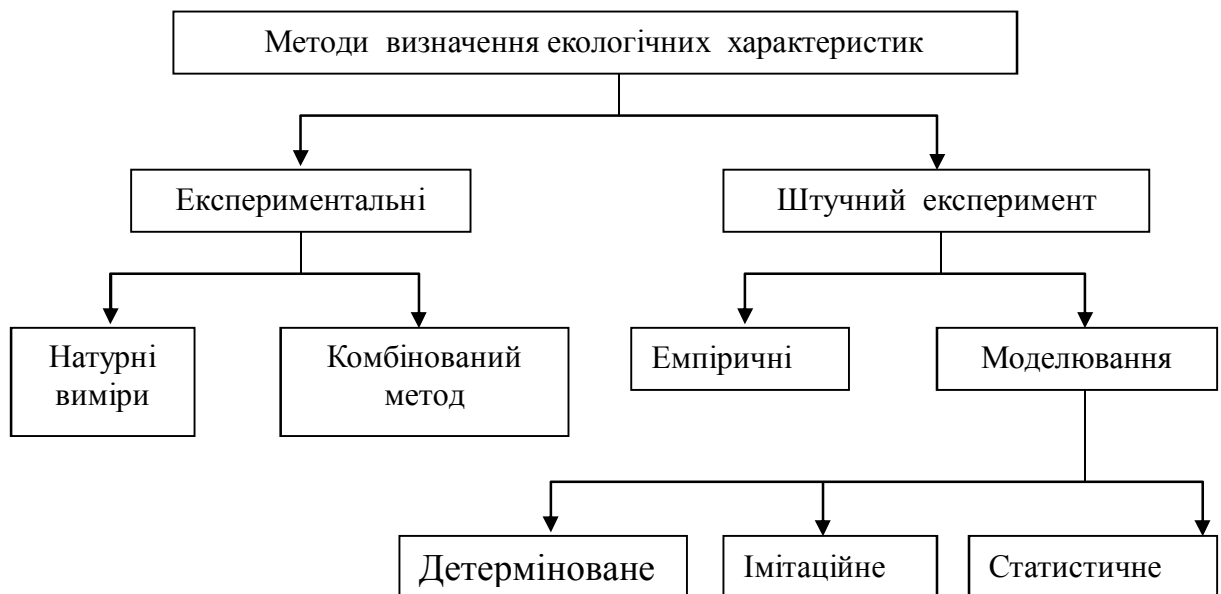 Методи визначення екологічних характеристик
Експериментальні
Штучний експеримент
Натурні
виміри
Комбінований
метод
Емпіричні
Моделювання
Детерміноване
Імітаційне
Статистичне